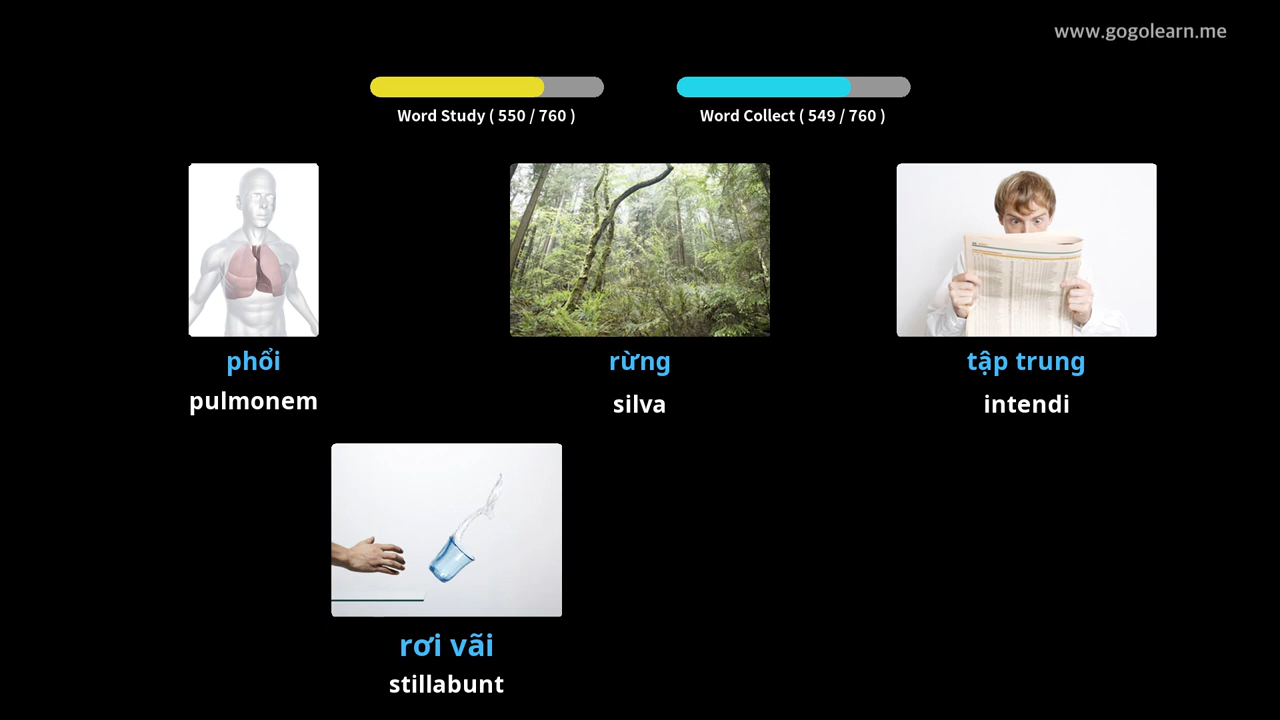 www.gogolearn.me
Word Study ( 550 / 760 )
Word Collect ( 549 / 760 )
phổi
pulmonem
rừng
silva
tập trung
intendi
rơi vãi
stillabunt